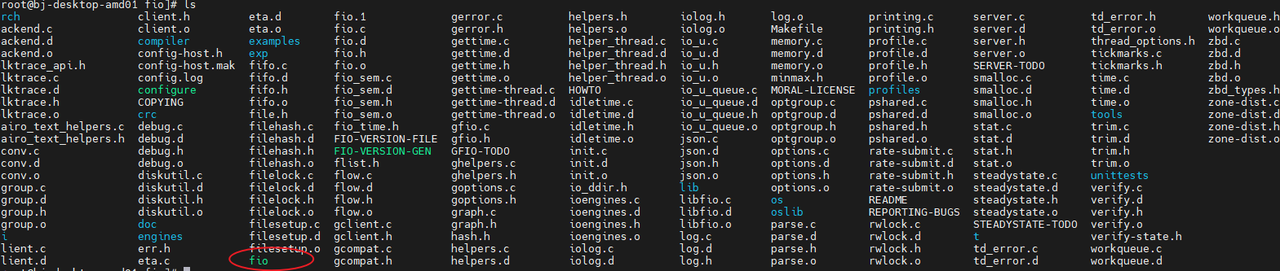 root@bj-desktop-amd01 fio]# ls
rch client.h eta.d fio.1 gerror.c helpers.h iolog.h log.o printing.c server.c td_error.h workqueue.h
ackend.c client.o eta.o fio.c gerror.h helpers.o iolog.o Makefile printing.h server.d td_error.o workqueue.o
ackend.d compiler examples fio.d gettime.c helper_thread.c io_u.c memory.c profile.c server.h thread_options.h zbd.c
ackend.o config-host.h exp fio.h gettime.d helper_thread.d io_u.d memory.d profile.d server.o tickmarks.c zbd.d
lktrace_api.h config-host.mak fifo.c fio.o gettime.h helper_thread.h io_u.h memory.o profile.h SERVER-TODO tickmarks.h zbd.h
lktrace.c config.log fifo.d fio_sem.c gettime.o helper_thread.o io_u.o minmax.h profile.o smalloc.c time.c zbd.o
lktrace.d configure fifo.h fio_sem.d gettime-thread.c HOWTO io_u_queue.c MORAL-LICENSE profiles smalloc.d time.d zbd_types.h
lktrace.h COPYING fifo.o fio_sem.h gettime-thread.d idletime.c io_u_queue.d optgroup.c pshared.c smalloc.h time.o zone-dist.c
lktrace.o crc file.h fio_sem.o gettime-thread.o idletime.d io_u_queue.h optgroup.d pshared.d smalloc.o tools zone-dist.d
airo_text_helpers.c debug.c filehash.c fio_time.h gfio.c idletime.h io_u_queue.o optgroup.h pshared.h stat.c trim.c zone-dist.h
airo_text_helpers.h debug.d filehash.d FIO-VERSION-FILE gfio.h idletime.o json.c optgroup.o pshared.o stat.d trim.d zone-dist.o
conv.c debug.h filehash.h FIO-VERSION-GEN GFIO-TODO init.c json.d options.c rate-submit.c stat.h trim.h
conv.d debug.o filehash.o flist.h ghelpers.c init.d json.h options.d rate-submit.d stat.o trim.o
conv.o diskutil.c filelock.c flow.c ghelpers.h init.o json.o options.h rate-submit.h steadystate.c unittests
group.c diskutil.d filelock.d flow.d goptions.c io_ddir.h lib options.o rate-submit.o steadystate.d verify.c
group.d diskutil.h filelock.h flow.h goptions.h ioengines.c libfio.c os README steadystate.h verify.d
group.h diskutil.o filelock.o flow.o graph.c ioengines.d libfio.d oslib REPORTING-BUGS steadystate.o verify.h
group.o doc filesetup.c gclient.c graph.h ioengines.h libfio.o parse.c rwlock.c STEADYSTATE-TODO verify.o
i engines filesetup.d gclient.h hash.h ioengines.o log.c parse.d rwlock.d t verify-state.h
lient.c err.h filesetup.o gcompat.c helpers.c iolog.c log.d parse.h rwlock.h td_error.c workqueue.c
lient.d eta.c fio gcompat.h helpers.d iolog.d log.h parse.o rwlock.o td_error.d workqueue.d